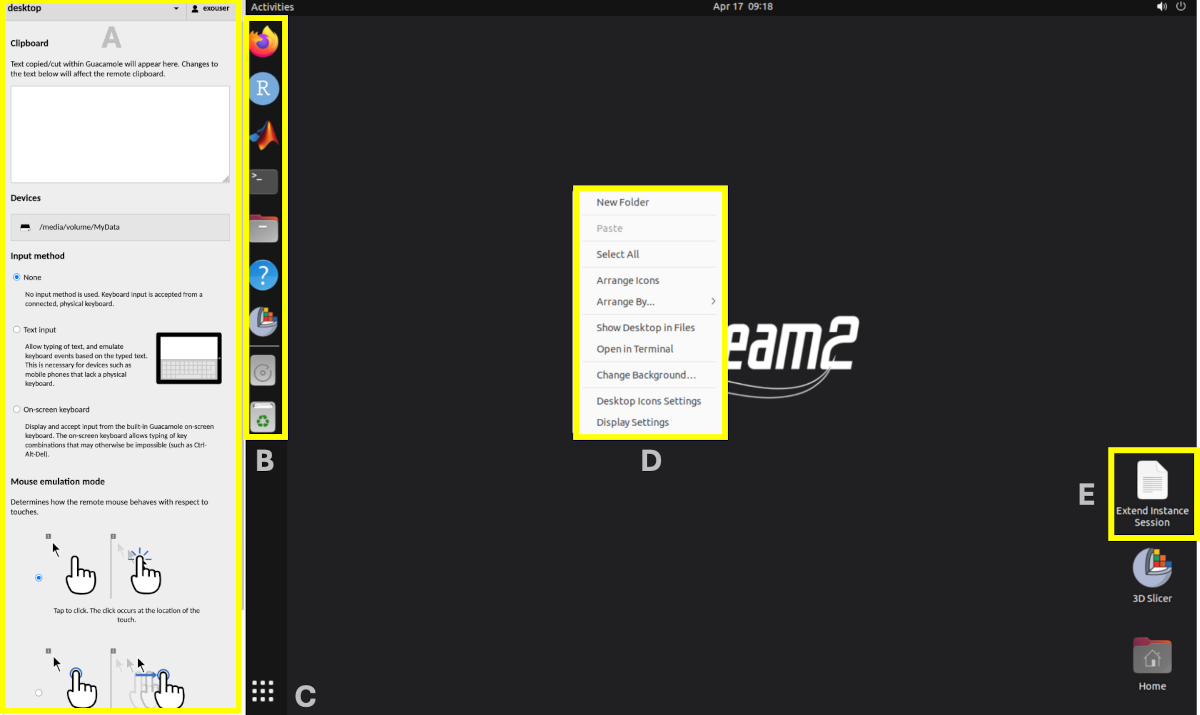 desktop
exouser
A
Clipboard
Text copied/cut within Guacamole will appear here. Changes to
the text below will affect the remote clipboard.
Devices
/media/volume/MyData
Input method
None
No input method is used. Keyboard input is accepted from a
connected, physical keyboard.
Text input
Allow typing of text, and emulate
keyboard events based on the typed text.
This is necessary for devices such as
mobile phones that lack a physical
keyboard.
On-screen keyboard
Display and accept input from the built-in Guacamole on-screen
keyboard. The on-screen keyboard allows typing of key
combinations that may otherwise be impossible (such as Ctrl-
Alt-Del).
Mouse emulation mode
Determines how the remote mouse behaves with respect to
touches.
Tap to click. The click occurs at the location of the
touch.
Activities
Apr 17 09:18
R
>_
?
B
C
New Folder
Paste
Select All
Arrange Icons
Arrange By... >
Show Desktop in Files
Open in Terminal
Change Background...
Desktop Icons Settings
Display Settings
D
eam2
E
Extend Instance
Session
3D Slicer
Home